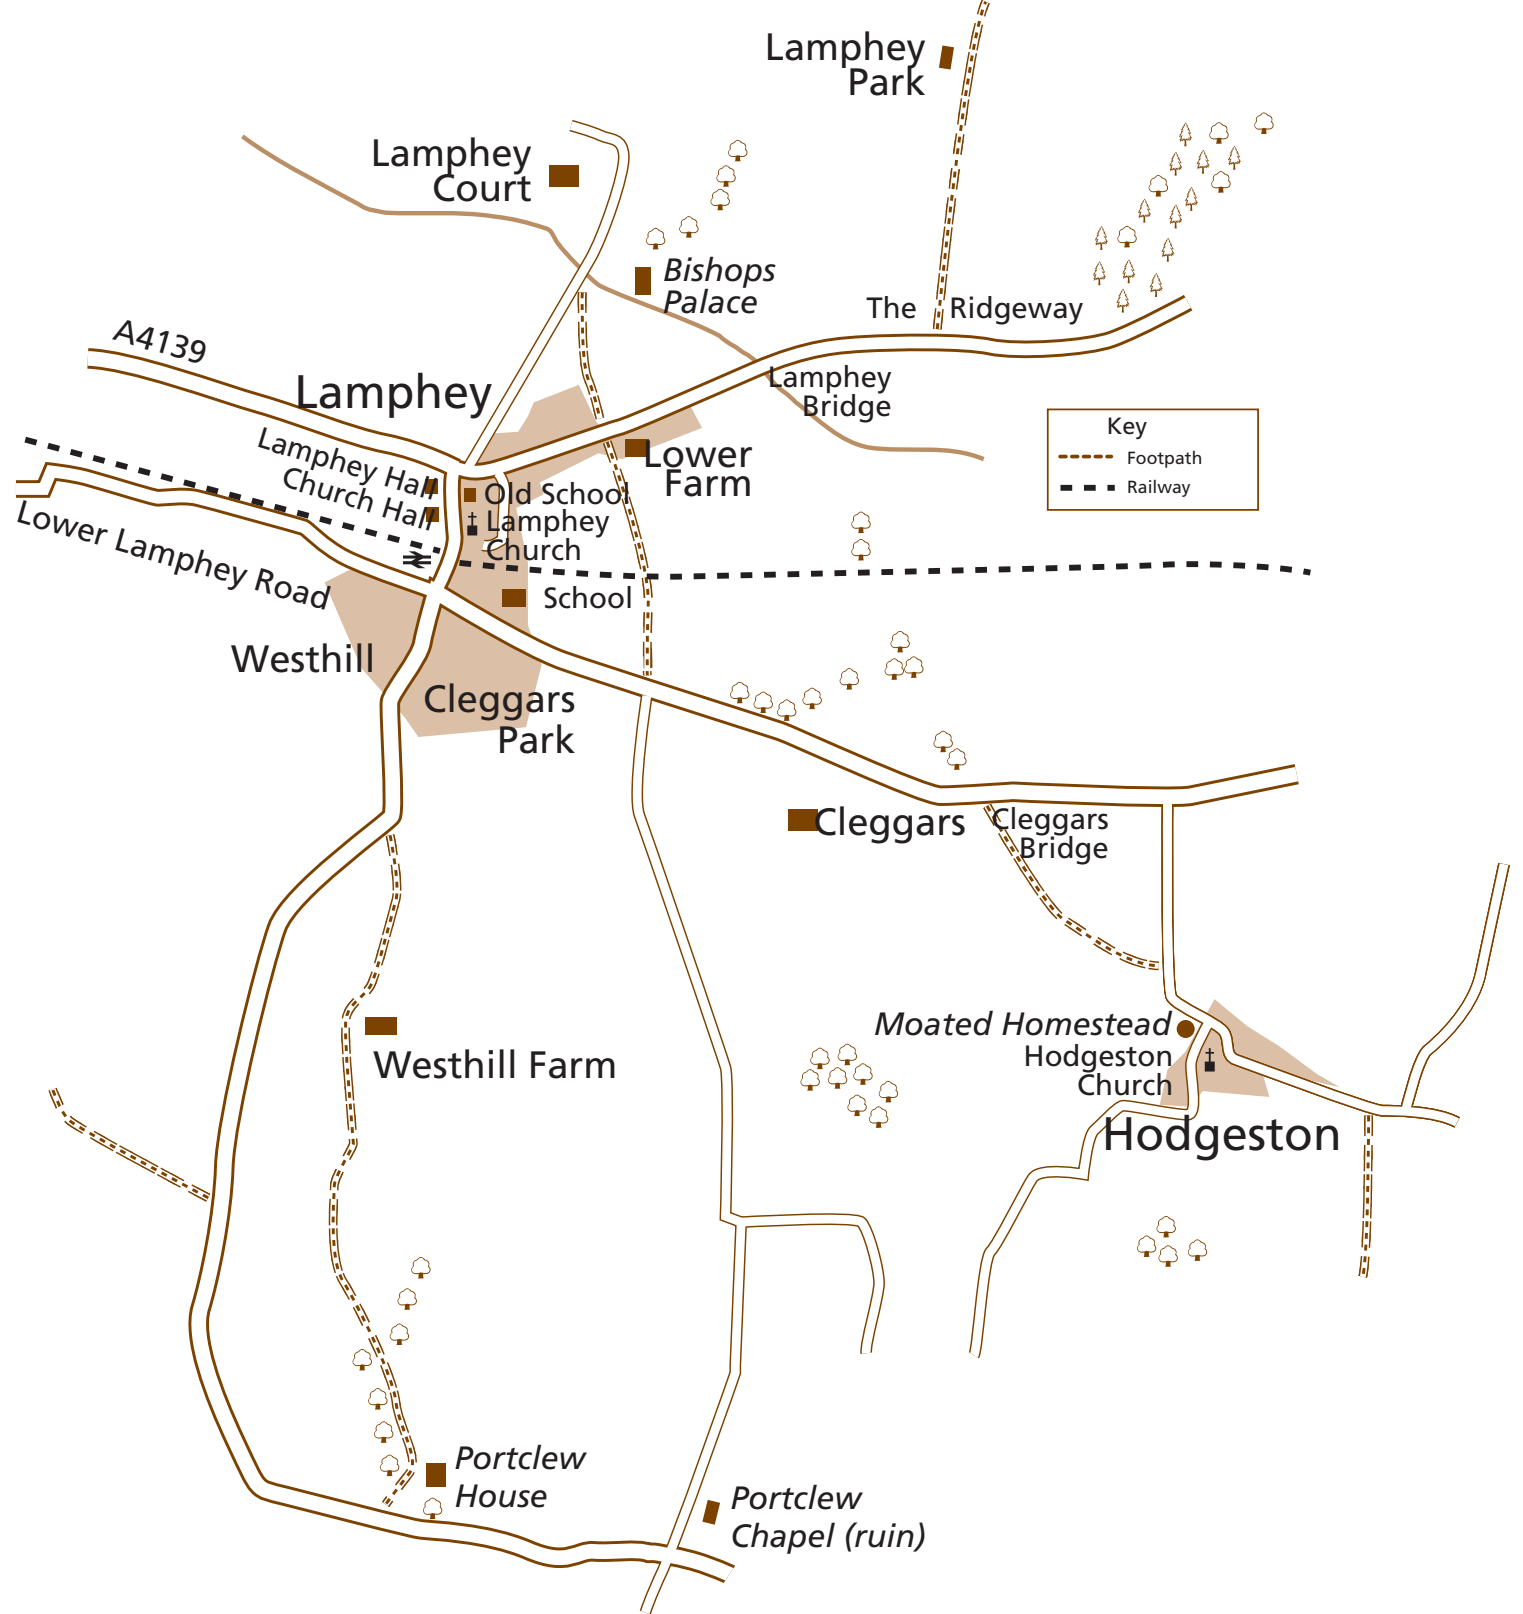 Lamphey
Park
Lamphey
Court
Bishops
Palace
The Ridgeway
A4139
Lamphey
Lamphey
Bridge
Key
Footpath
Railway
Lamphey Hall
Church Hall
Lower
Farm
Old School
Lamphey
Church
Lower Lamphey Road
School
Westhill
Cleggars
Park
Cleggars
Cleggars
Bridge
Moated Homestead
Hodgeston
Church
Hodgeston
Westhill Farm
Portclew
House
Portclew
Chapel (ruin)